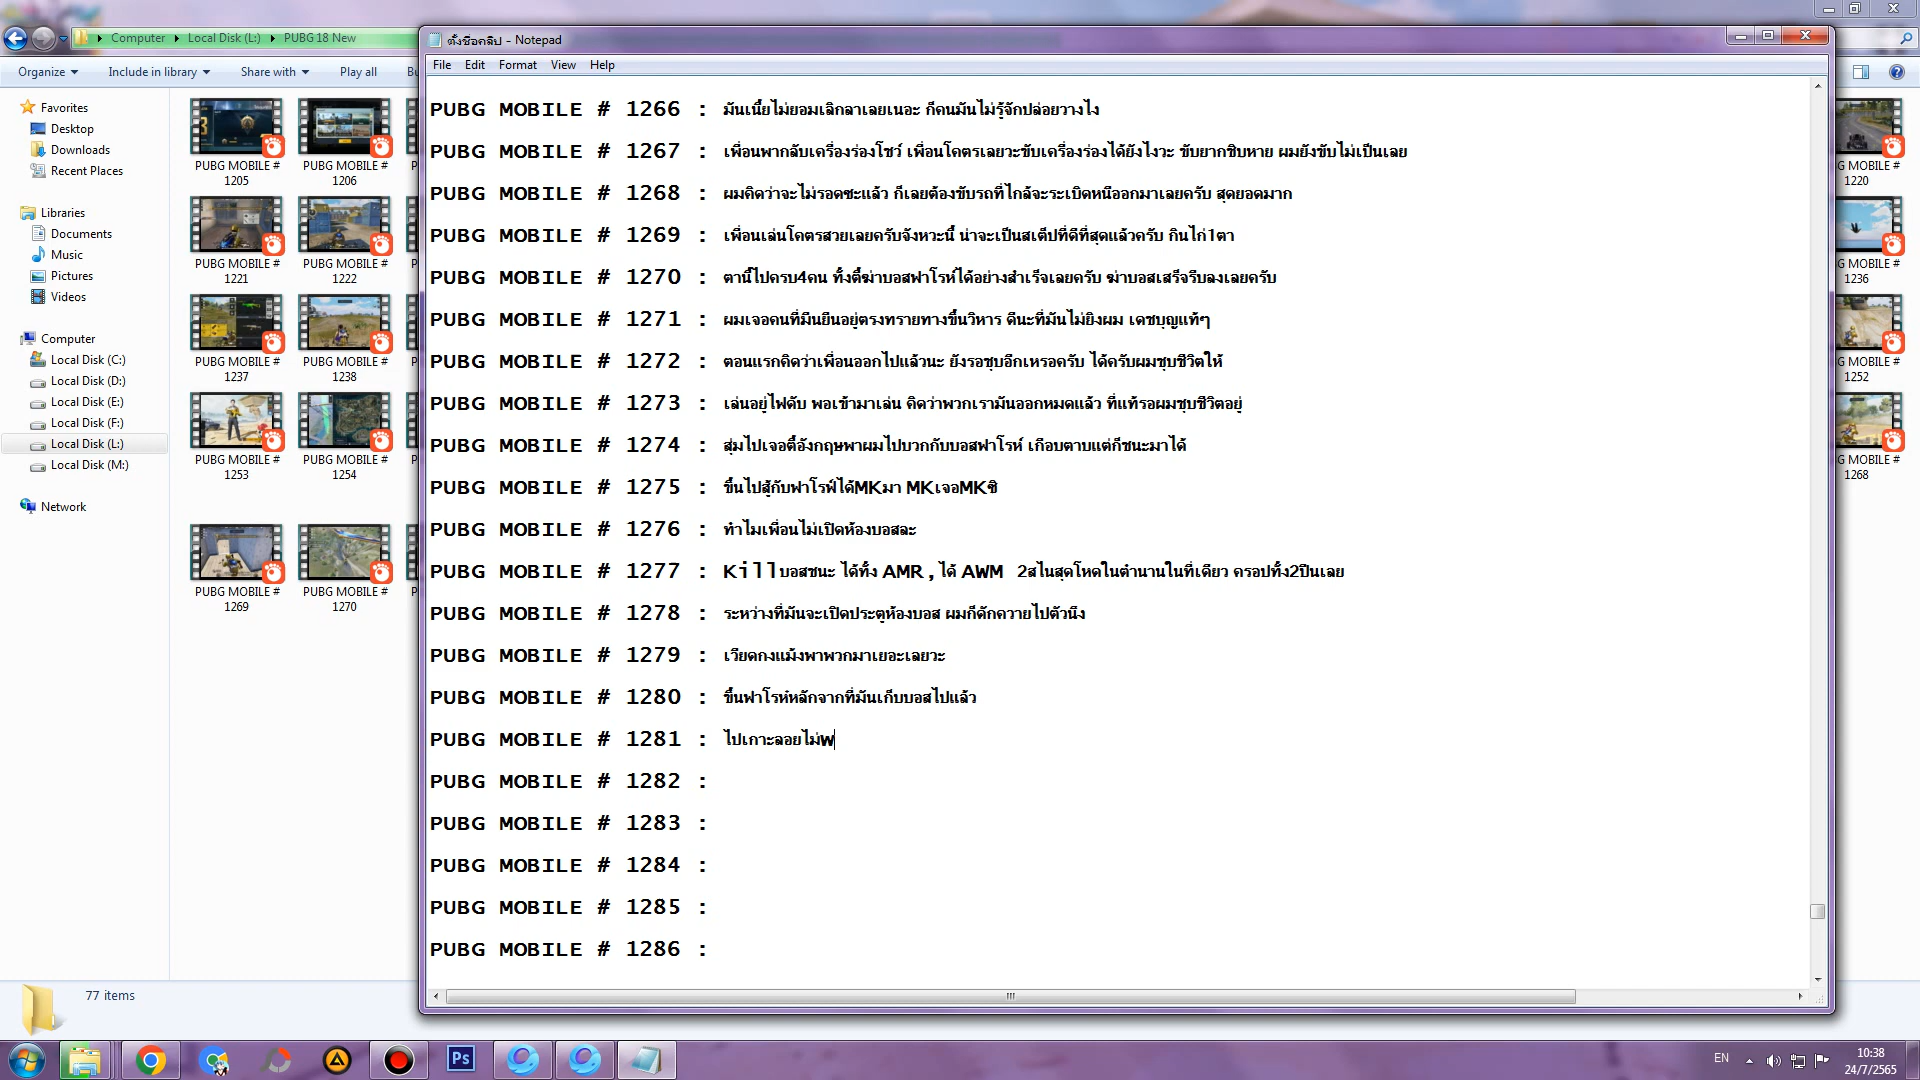 Computer ▸ Local Disk (L:) ▸ PUBG 18 New
ตั้งชื่อคลิป - Notepad
Organize Include in library Share with Play all
File Edit Format View Help
Favorites
Desktop
Downloads
Recent Places
Libraries
Documents
Music
Pictures
Videos
Computer
Local Disk (C:)
Local Disk (D:)
Local Disk (E:)
Local Disk (F:)
Local Disk (L:)
Local Disk (M:)
Network
PUBG MOBILE # 1205
PUBG MOBILE # 1206
PUBG MOBILE # 1221
PUBG MOBILE # 1222
PUBG MOBILE # 1237
PUBG MOBILE # 1238
PUBG MOBILE # 1253
PUBG MOBILE # 1254
PUBG MOBILE # 1269
PUBG MOBILE # 1270
PUBG MOBILE # 1266 : มันเนี้ยไม่ยอมเลิกลาเลยเนอะ ก็คนมันไม่รู้จักปล่อยวางไง
PUBG MOBILE # 1267 : เพื่อนพากลับเครื่องร่องโชว์ เพื่อนโคตรเลยวะขับเครื่องร่องได้ยังไงวะ ขับยากชิบหาย ผมยังขับไม่เป็นเลย
PUBG MOBILE # 1268 : ผมคิดว่าจะไม่รอดซะแล้ว ก็เลยต้องขับรถที่ไกล้จะระเบิดหนีออกมาเลยครับ สุดยอดมาก
PUBG MOBILE # 1269 : เพื่อนเล่นโคตรสวยเลยครับจังหวะนี้ น่าจะเป็นสเต็ปที่ดีที่สุดแล้วครับ กินไก่1ตา
PUBG MOBILE # 1270 : ตานี้ไปครบ4คน ทั้งตี้ฆ่าบอสฟาโรห์ได้อย่างสำเร็จเลยครับ ฆ่าบอสเสร็จรีบลงเลยครับ
PUBG MOBILE # 1271 : ผมเจอคนที่มึนยืนอยู่ตรงทรายทางขึ้นวิหาร ดีนะที่มันไม่ยิงผม เดชบุญแท้ๆ
PUBG MOBILE # 1272 : ตอนแรกคิดว่าเพื่อนออกไปแล้วนะ ยังรอชุบอีกเหรอครับ ได้ครับผมชุบชีวิตให้
PUBG MOBILE # 1273 : เล่นอยู่ไฟดับ พอเข้ามาเล่น คิดว่าพวกเรามันออกหมดแล้ว ที่แท้รอผมชุบชีวิตอยู่
PUBG MOBILE # 1274 : สุ่มไปเจอตี้อังกฤษพาผมไปบวกกับบอสฟาโรห์ เกือบตาบแต่ก็ชนะมาได้
PUBG MOBILE # 1275 : ขึ้นไปสู้กับฟาโรฟ์ได้MKมา MKเจอMKซิ
PUBG MOBILE # 1276 : ทำไมเพื่อนไม่เปิดห้องบอสละ
PUBG MOBILE # 1277 : Killบอสชนะ ได้ทั้ง AMR ,ได้ AWM 2สไนสุดโหดในตำนานในที่เดียว ครอปทั้ง2ปืนเลย
PUBG MOBILE # 1278 : ระหว่างที่มันจะเปิดประตูห้องบอส ผมก็ดักควายไปตัวนึง
PUBG MOBILE # 1279 : เวียดกงแม้งพาพวกมาเยอะเลยวะ
PUBG MOBILE # 1280 : ขึ้นฟาโรห์หลักจากที่มันเก็บบอสไปแล้ว
PUBG MOBILE # 1281 : ไปเกาะลอยไม่w
PUBG MOBILE # 1282 :
PUBG MOBILE # 1283 :
PUBG MOBILE # 1284 :
PUBG MOBILE # 1285 :
PUBG MOBILE # 1286 :
G MOBILE # 1220
G MOBILE # 1236
G MOBILE # 1252
G MOBILE # 1268
77 items
Ps
EN
10:38
24/7/2565